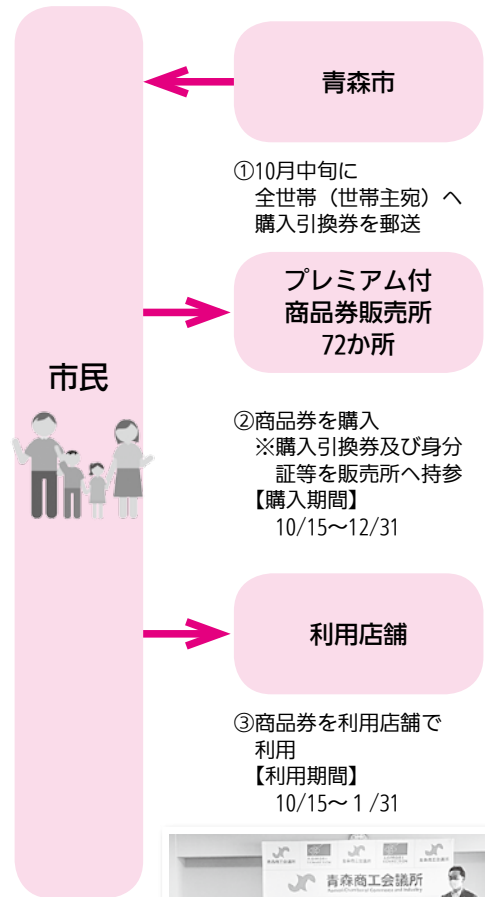 市民
青森市
①10月中旬に
全世帯（世帯主宛）へ
購入引換券を郵送
プレミアム付
商品券販売所
72か所
②商品券を購入
※購入引換券及び身分
証等を販売所へ持参
【購入期間】
10/15～12/31
利用店舗
③商品券を利用店舗で
利用
【利用期間】
10/15～1/31
青森商工会議所